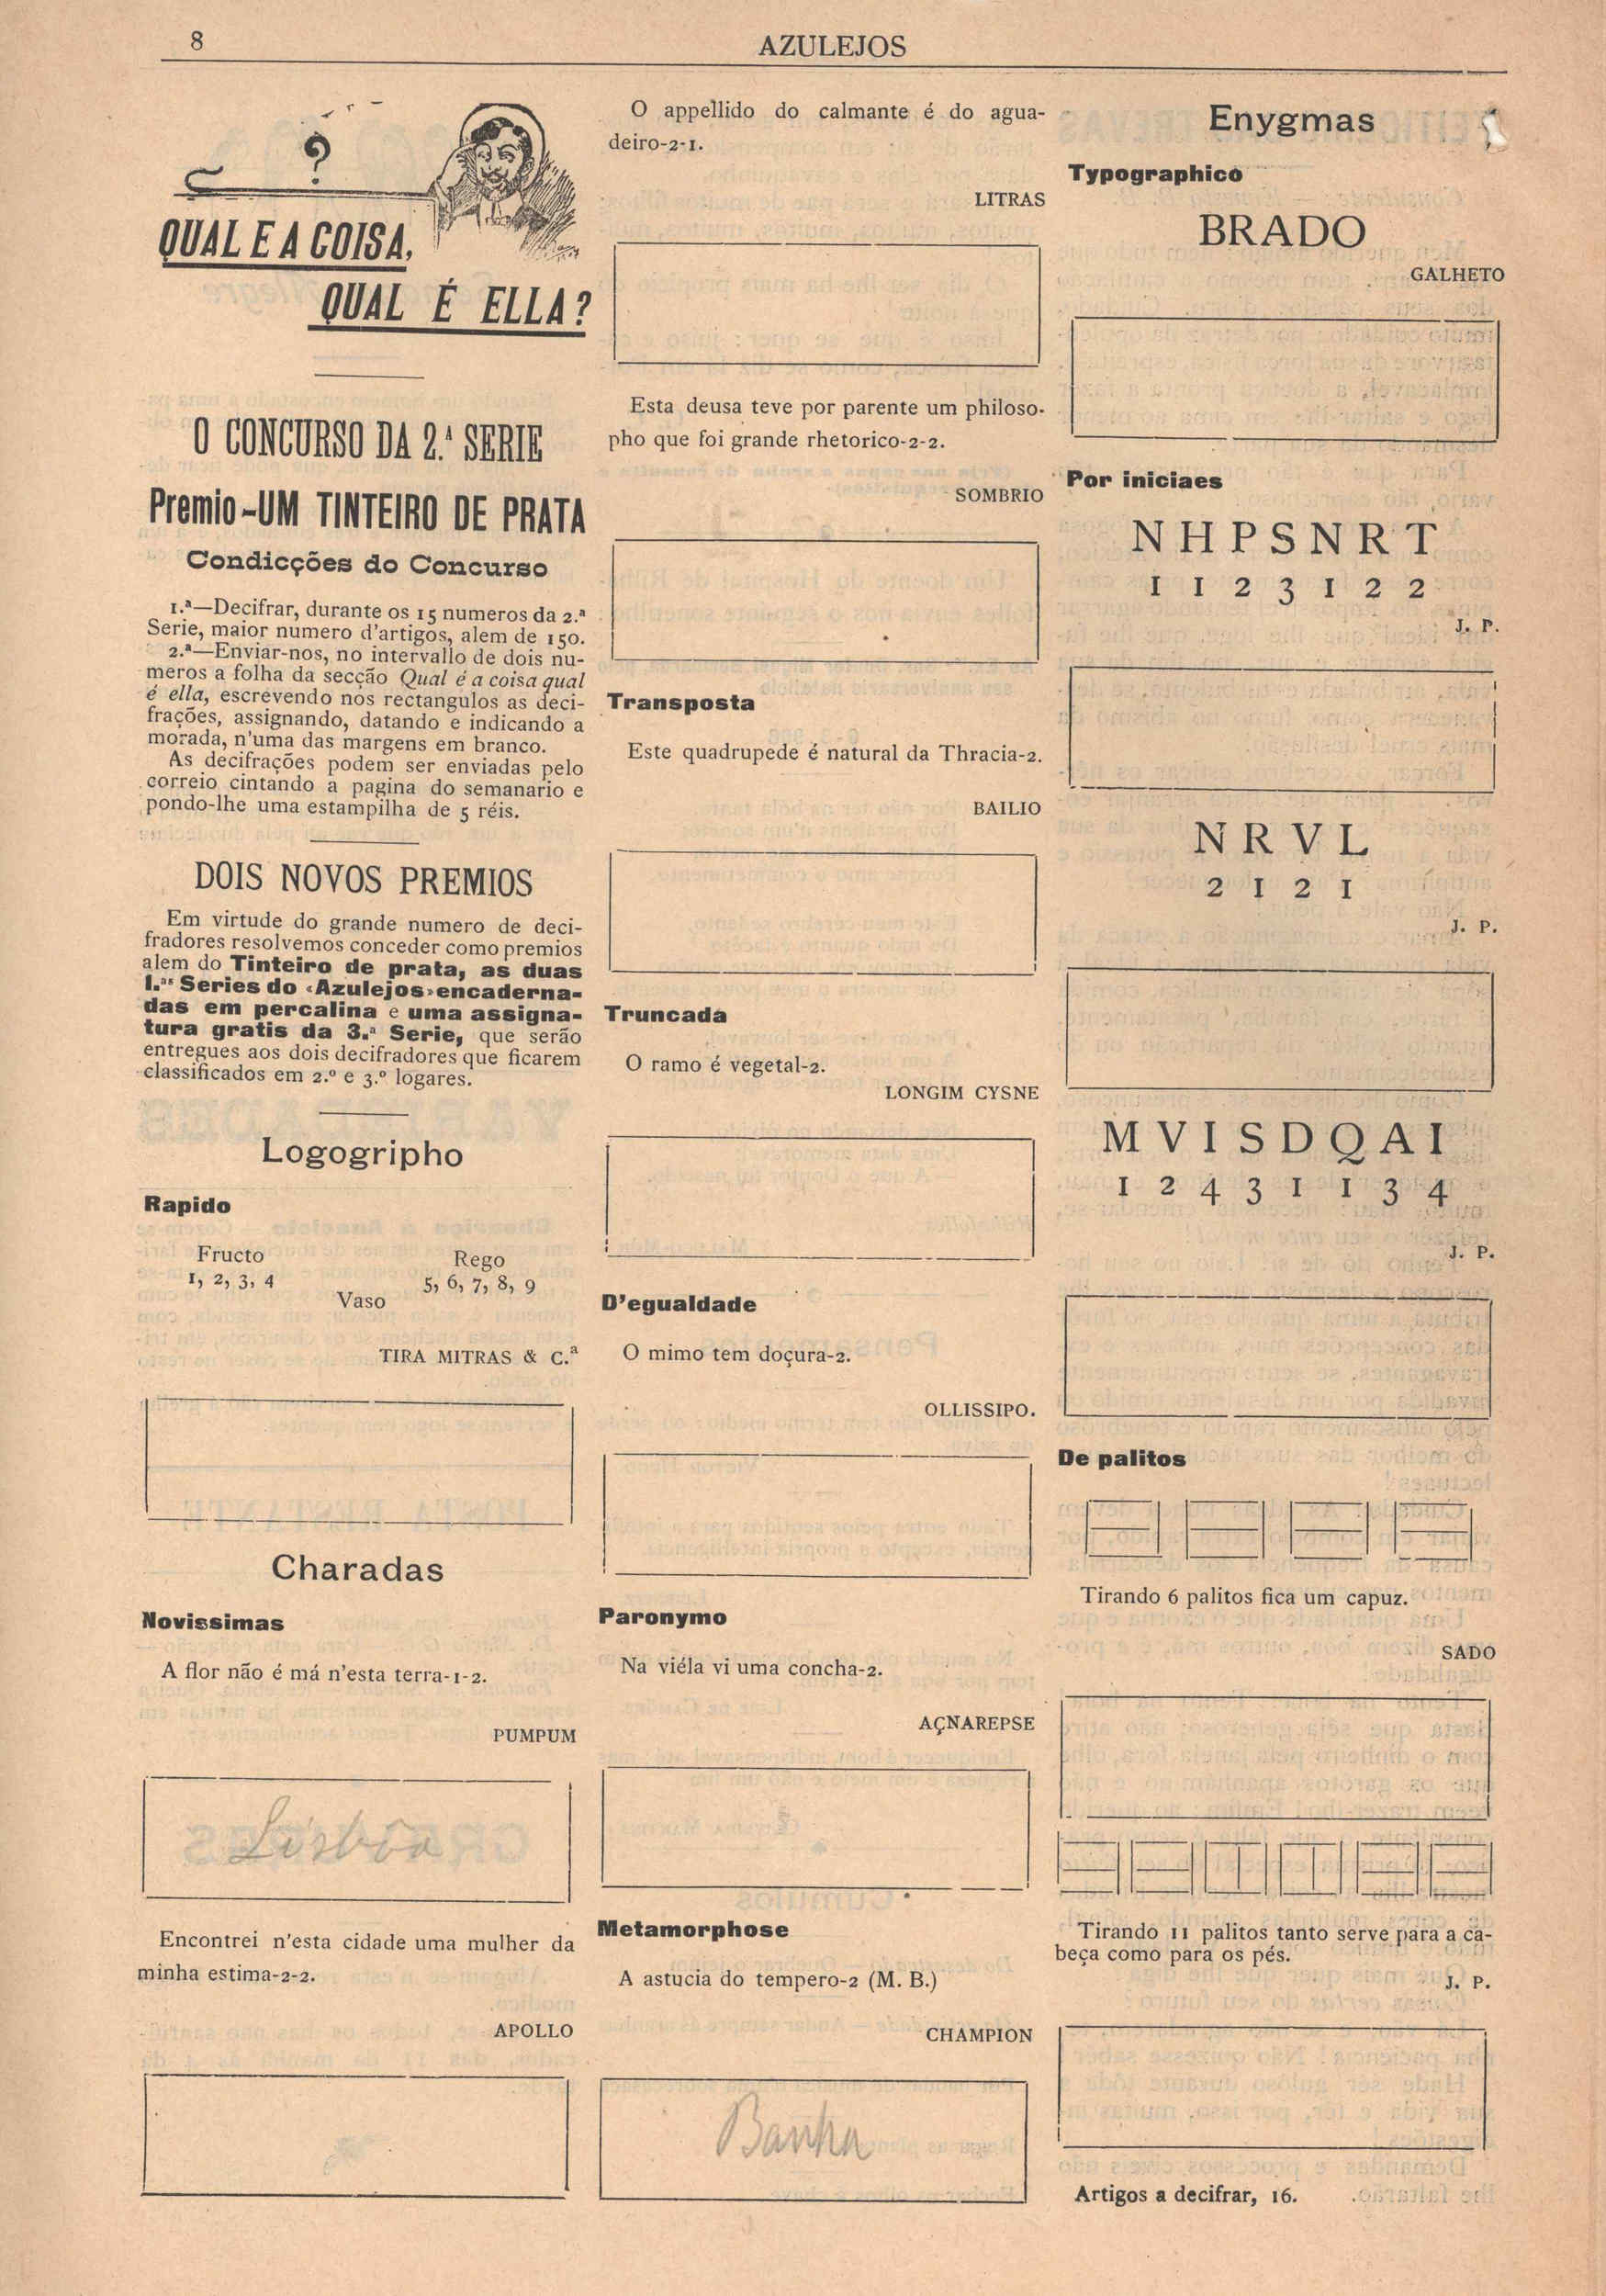 8
AZULEJOS
?
QUAL E A COISA,
QUAL É ELLA?
O CONCURSO DA 2.ª SERIE
Premio-UM TINTEIRO DE PRATA
Condicções do Concurso
1.ª—Decifrar, durante os 15 numeros da 2.ª
Serie, maior numero d'artigos, alem de 150.
2.ª—Enviar-nos, no intervallo de dois nu-
meros a folha da secção Qual é a coisa qual
é ella, escrevendo nos rectangulos as deci-
frações, assignando, datando e indicando a
morada, n'uma das margens em branco.
As decifrações podem ser enviadas pelo
correio cintando a pagina do semanario e
pondo-lhe uma estampilha de 5 réis.
DOIS NOVOS PREMIOS
Em virtude do grande numero de deci-
fradores resolvemos conceder como premios
alem do Tinteiro de prata, as duas
1.as Series do «Azulejos» encaderna-
das em percalina e uma assigna-
tura gratis da 3.ª Serie, que serão
entregues aos dois decifradores que ficarem
classificados em 2.º e 3.º logares.
Logogripho
Rapido
Fructo Rego
1, 2, 3, 4 5, 6, 7, 8, 9
Vaso
TIRA MITRAS & C.ª
Charadas
Novissimas
A flor não é má n'esta terra-1-2.
PUMPUM
Lisbôa
Encontrei n'esta cidade uma mulher da
minha estima-2-2.
APOLLO
O appellido do calmante é do agua-
deiro-2-1.
LITRAS
Esta deusa teve por parente um philoso-
pho que foi grande rhetorico-2-2.
SOMBRIO
Transposta
Este quadrupede é natural da Thracia-2.
BAILIO
Truncada
O ramo é vegetal-2.
LONGIM CYSNE
D'egualdade
O mimo tem doçura-2.
OLLISSIPO.
Paronymo
Na viéla vi uma concha-2.
AÇNAREPSE
Metamorphose
A astucia do tempero-2 (M. B.)
CHAMPION
Banha
Enygmas
Typographico
BRADO
GALHETO
Por iniciaes
N H P S N R T
1 1 2 3 1 2 2
J. P.
N R V L
2 1 2 1
J. P.
M V I S D Q A I
1 2 4 3 1 1 3 4
J. P.
De palitos
Tirando 6 palitos fica um capuz.
SADO
Tirando 11 palitos tanto serve para a ca-
beça como para os pés.
J. P.
Artigos a decifrar, 16.